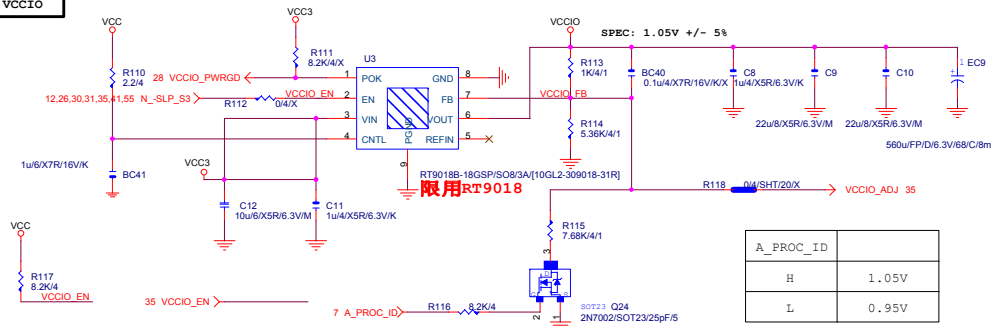 VCCIO
VCC
VCC3
VCCIO
SPEC: 1.05V +/- 5%
R110
2.2/4
R111
8.2K/4/X
U3
28 VCCIO_PWRGD
12,26,30,31,35,41,55 N_-SLP_S3
VCCIO_EN
R112
0/4/X
1 POK
2 EN
3 VIN
4 CNTL
GND 8
FB 7
VOUT 6
REFIN 5
PGND
9
VCCIO_FB
R113
1K/4/1
R114
5.36K/4/1
BC40
0.1u/4/X7R/16V/K/X
C8
1u/4/X5R/6.3V/K
C9
22u/8/X5R/6.3V/M
C10
22u/8/X5R/6.3V/M
1 EC9
+
560u/FP/D/6.3V/68/C/8m
1u/6/X7R/16V/K
BC41
VCC3
RT9018B-18GSP/SO8/3A/[10GL2-309018-31R]
限用RT9018
C12
10u/6/X5R/6.3V/M
C11
1u/4/X5R/6.3V/K
R118
0/4/SHT/20/X
VCCIO_ADJ 35
R115
7.68K/4/1
VCC
R117
8.2K/4
VCCIO_EN
35 VCCIO_EN
7 A_PROC_ID
R116
8.2K/4
3
2
1
SOT23 Q24
2N7002/SOT23/25pF/5
A_PROC_ID
H 1.05V
L 0.95V